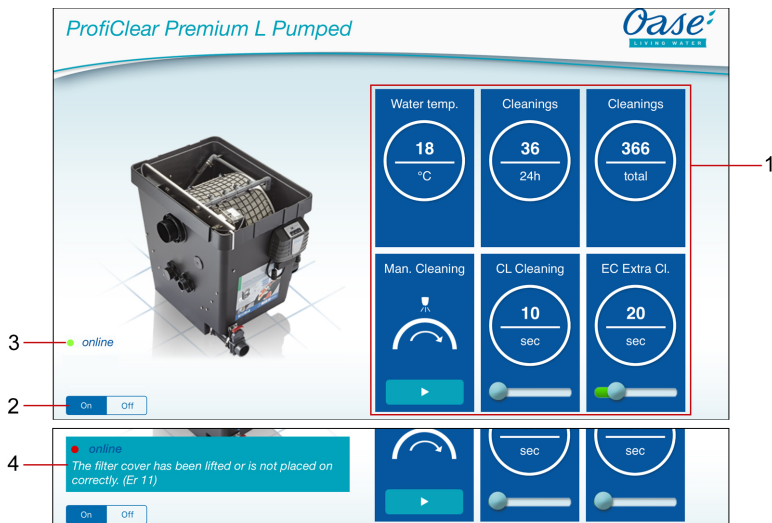 ProfiClear Premium L Pumped
Oase
LIVING WATER
Water temp.
18
°C
Cleanings
36
24h
Cleanings
366
total
1
Man. Cleaning
CL Cleaning
10
sec
EC Extra Cl.
20
sec
3
online
2
On Off
4
online
The filter cover has been lifted or is not placed on
correctly. (Er 11)
sec
sec
On Off